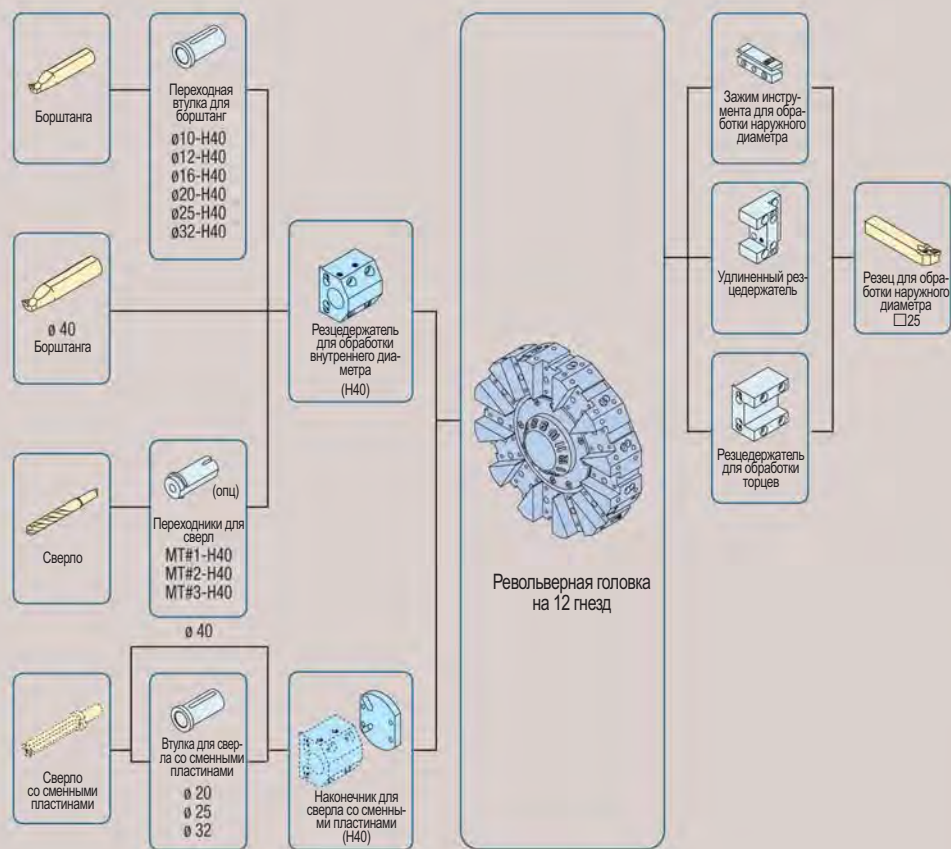 Борштанга
Переходная
втулка для
борштанг
ø10-H40
ø12-H40
ø16-H40
ø20-H40
ø25-H40
ø32-H40
ø 40
Борштанга
Резцедержатель
для обработки
внутреннего диа-
метра
(H40)
Сверло
(опц)
Переходники для
сверл
MT#1-H40
MT#2-H40
MT#3-H40
ø 40
Сверло
со сменными
пластинами
Втулка для свер-
ла со сменными
пластинами
ø 20
ø 25
ø 32
Наконечник для
сверла со сменны-
ми пластинами
(H40)
Револьверная головка
на 12 гнезд
Зажим инстру-
мента для обра-
ботки наружного
диаметра
Удлиненный рез-
цедержатель
Резцедержатель
для обработки
торцев
Резец для обра-
ботки наружного
диаметра
□25